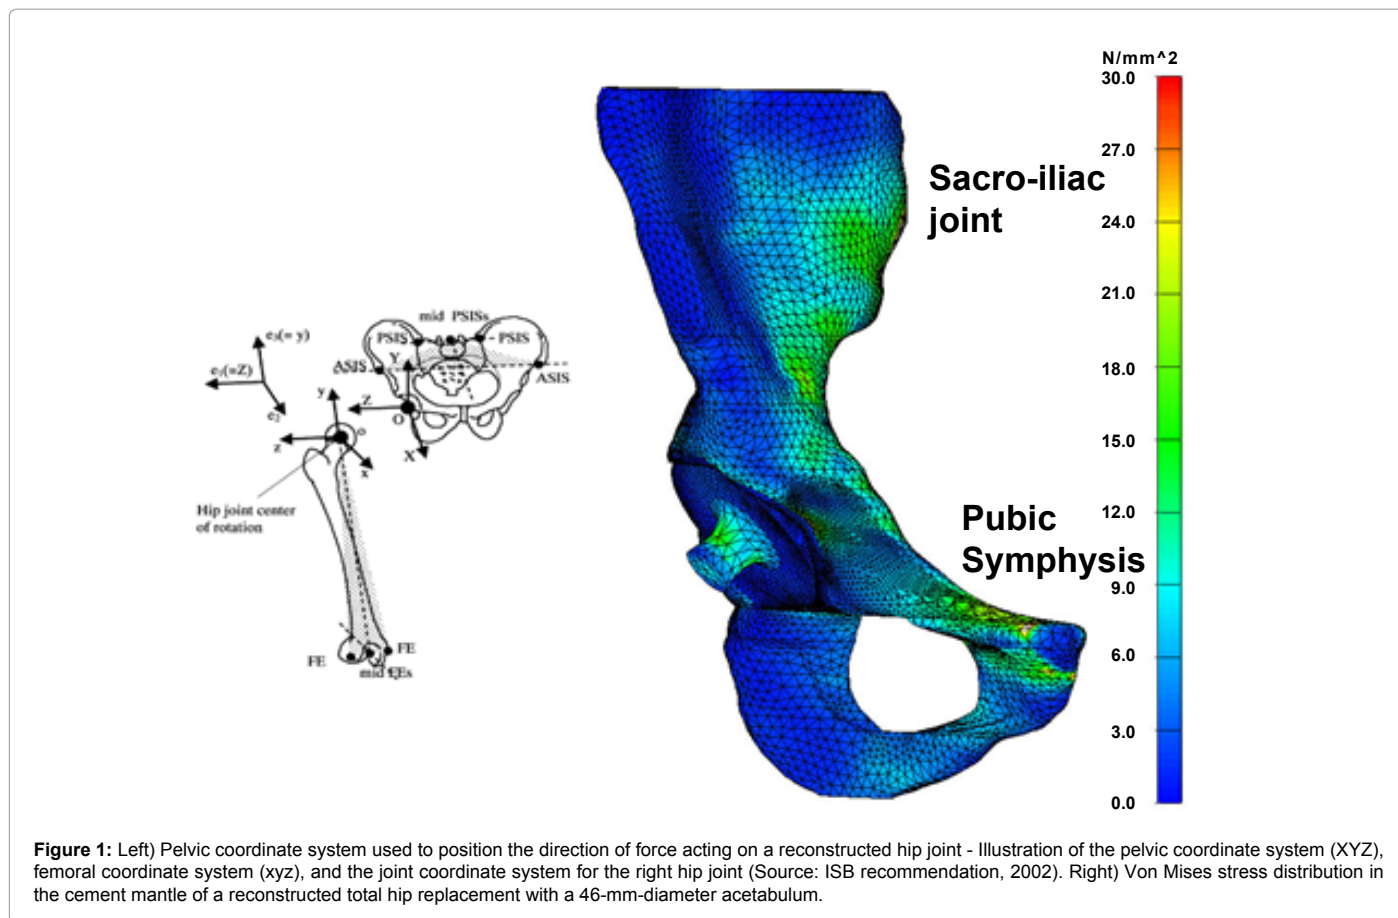 N/mm^2
30.0
27.0
24.0
21.0
18.0
15.0
12.0
9.0
6.0
3.0
0.0
Sacro-iliac
joint
Pubic
Symphysis
mid PSISs
PSIS
PSIS
ASIS
ASIS
e₃(= y)
e₁(=Z)
e₂
Y
Z
O
X
y
z
o
x
Hip joint center
of rotation
FE
FE
mid FEs
Figure 1: Left) Pelvic coordinate system used to position the direction of force acting on a reconstructed hip joint - Illustration of the pelvic coordinate system (XYZ),
femoral coordinate system (xyz), and the joint coordinate system for the right hip joint (Source: ISB recommendation, 2002). Right) Von Mises stress distribution in
the cement mantle of a reconstructed total hip replacement with a 46-mm-diameter acetabulum.